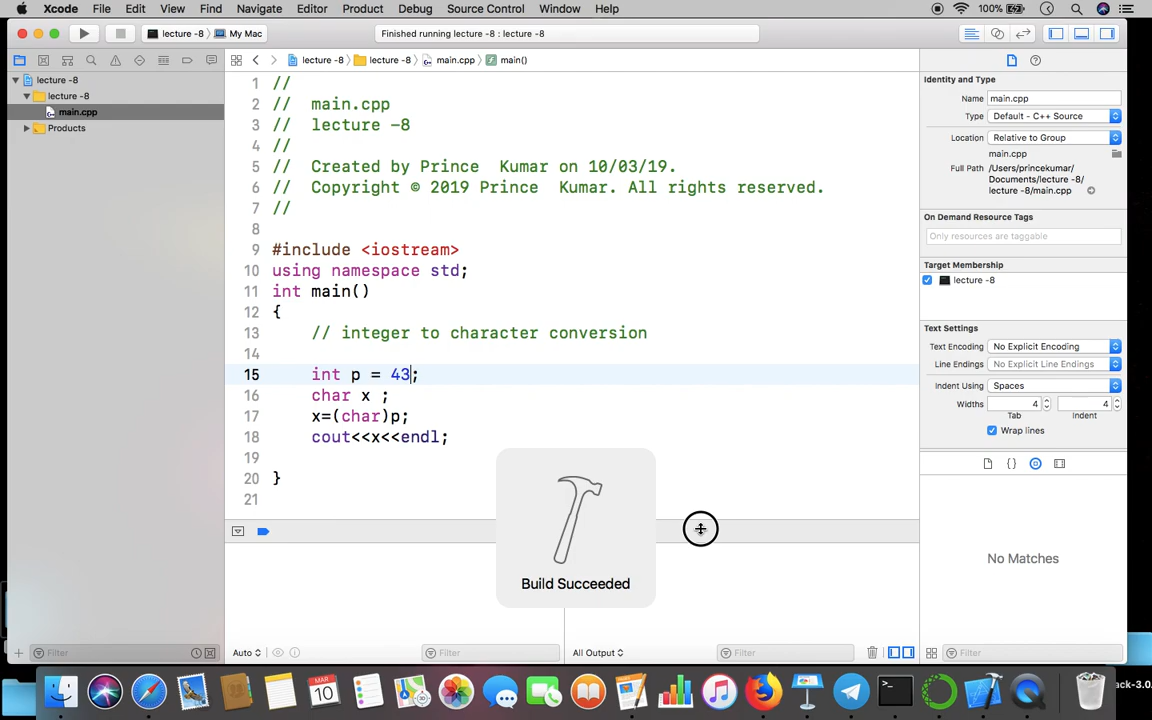 Xcode File Edit View Find Navigate Editor Product Debug Source Control Window Help 100%
lecture -8 My Mac Finished running lecture -8 : lecture -8
lecture -8 lecture -8 main.cpp main()
lecture -8
lecture -8
main.cpp
Products
1 //
2 // main.cpp
3 // lecture -8
4 //
5 // Created by Prince Kumar on 10/03/19.
6 // Copyright © 2019 Prince Kumar. All rights reserved.
7 //
8
9 #include <iostream>
10 using namespace std;
11 int main()
12 {
13 // integer to character conversion
14
15 int p = 43;
16 char x ;
17 x=(char)p;
18 cout<<x<<endl;
19
20 }
21
Build Succeeded
Filter
Auto Filter
All Output Filter
Identity and Type
Name main.cpp
Type Default - C++ Source
Location Relative to Group
main.cpp
Full Path /Users/princekumar/
Documents/lecture -8/
lecture -8/main.cpp
On Demand Resource Tags
Only resources are taggable
Target Membership
lecture -8
Text Settings
Text Encoding No Explicit Encoding
Line Endings No Explicit Line Endings
Indent Using Spaces
Widths 4 4
Tab Indent
Wrap lines
No Matches
Filter
MAR
10